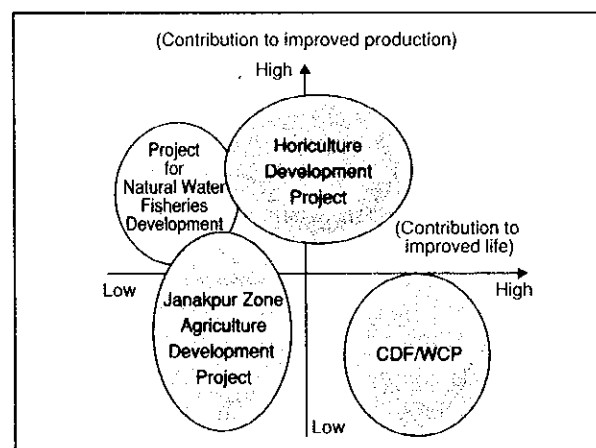 (Contribution to improved production)
High
Horiculture
Development
Project
Project
for
Natural Water
Fisheries
Development
(Contribution to
improved life)
Low
High
Janakpur Zone
Agriculture
Development
Project
CDF/WCP
Low